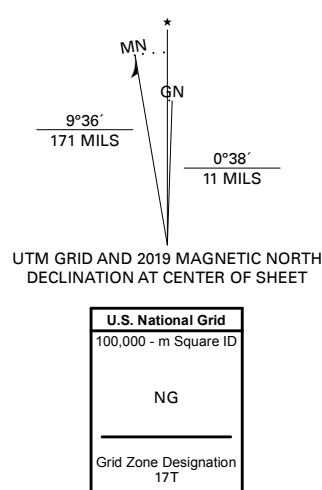 ★
MN
GN
9°36´
171 MILS
0°38´
11 MILS
UTM GRID AND 2019 MAGNETIC NORTH
DECLINATION AT CENTER OF SHEET
U.S. National Grid
100,000 - m Square ID
NG
Grid Zone Designation
17T